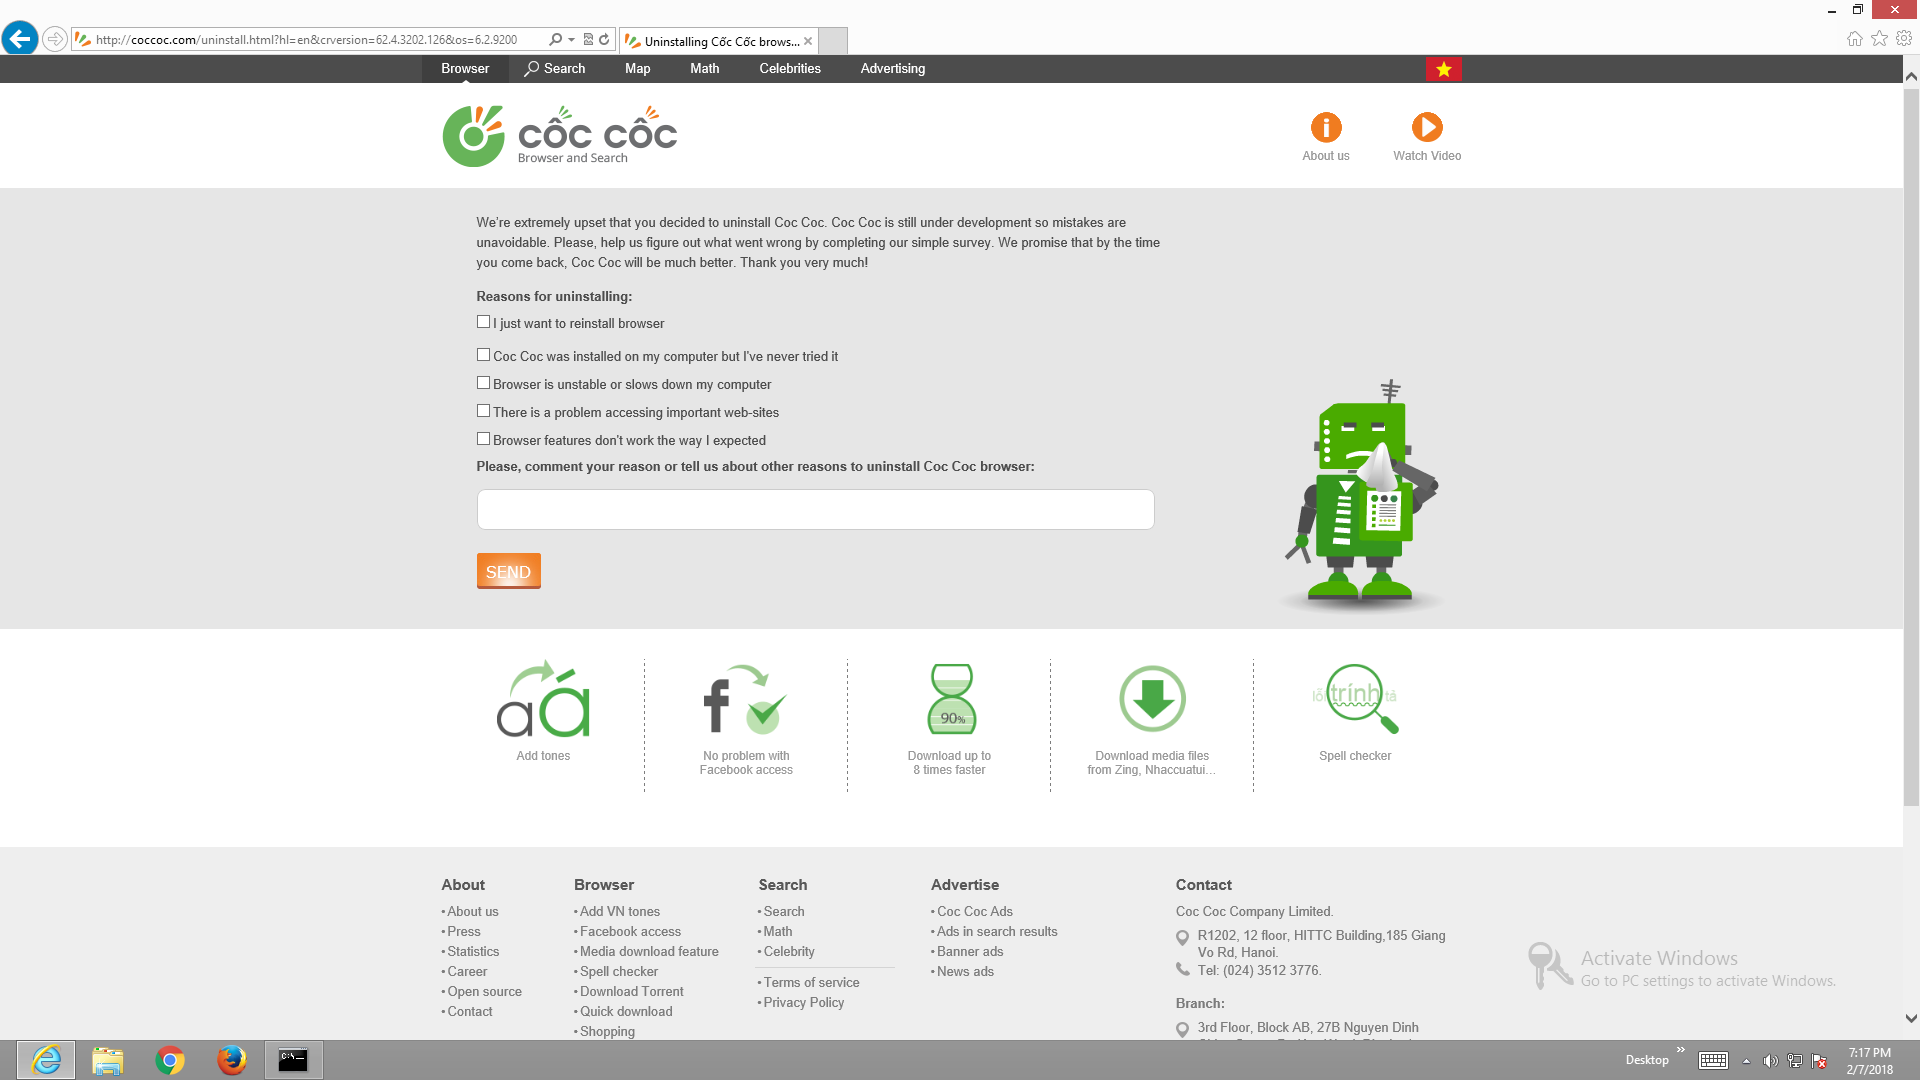 http://coccoc.com/uninstall.html?hl=en&crversion=62.4.3202.126&os=6.2.9200
Uninstalling Cốc Cốc brows...
Browser
Search
Map
Math
Celebrities
Advertising
cốc cốc
Browser and Search
About us
Watch Video
We're extremely upset that you decided to uninstall Coc Coc. Coc Coc is still under development so mistakes are
unavoidable. Please, help us figure out what went wrong by completing our simple survey. We promise that by the time
you come back, Coc Coc will be much better. Thank you very much!
Reasons for uninstalling:
I just want to reinstall browser
Coc Coc was installed on my computer but I've never tried it
Browser is unstable or slows down my computer
There is a problem accessing important web-sites
Browser features don't work the way I expected
Please, comment your reason or tell us about other reasons to uninstall Coc Coc browser:
SEND
a á
Add tones
f
No problem with
Facebook access
90%
Download up to
8 times faster
Download media files
from Zing, Nhaccuatui...
lỗi trính tả
Spell checker
About
• About us
• Press
• Statistics
• Career
• Open source
• Contact
Browser
• Add VN tones
• Facebook access
• Media download feature
• Spell checker
• Download Torrent
• Quick download
• Shopping
Search
• Search
• Math
• Celebrity
• Terms of service
• Privacy Policy
Advertise
• Coc Coc Ads
• Ads in search results
• Banner ads
• News ads
Contact
Coc Coc Company Limited.
R1202, 12 floor, HITTC Building,185 Giang
Vo Rd, Hanoi.
Tel: (024) 3512 3776.
Branch:
3rd Floor, Block AB, 27B Nguyen Dinh
Activate Windows
Go to PC settings to activate Windows.
C:\_
Desktop
7:17 PM
2/7/2018